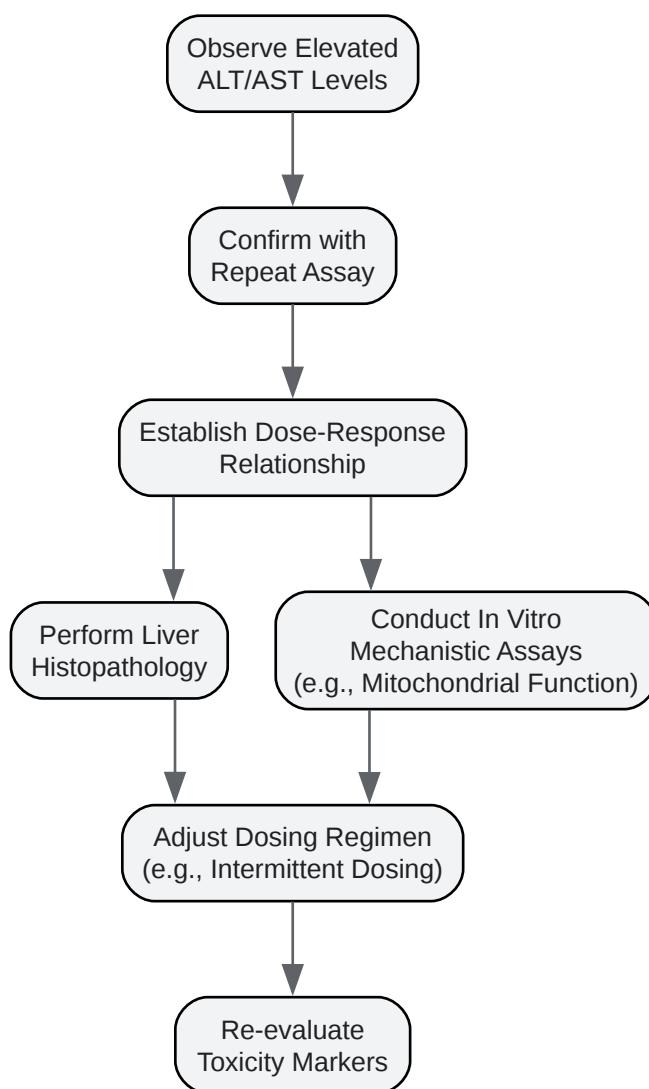 Observe Elevated
ALT/AST Levels
Confirm with
Repeat Assay
Establish Dose-Response
Relationship
Perform Liver
Histopathology
Conduct In Vitro
Mechanistic Assays
(e.g., Mitochondrial Function)
Adjust Dosing Regimen
(e.g., Intermittent Dosing)
Re-evaluate
Toxicity Markers